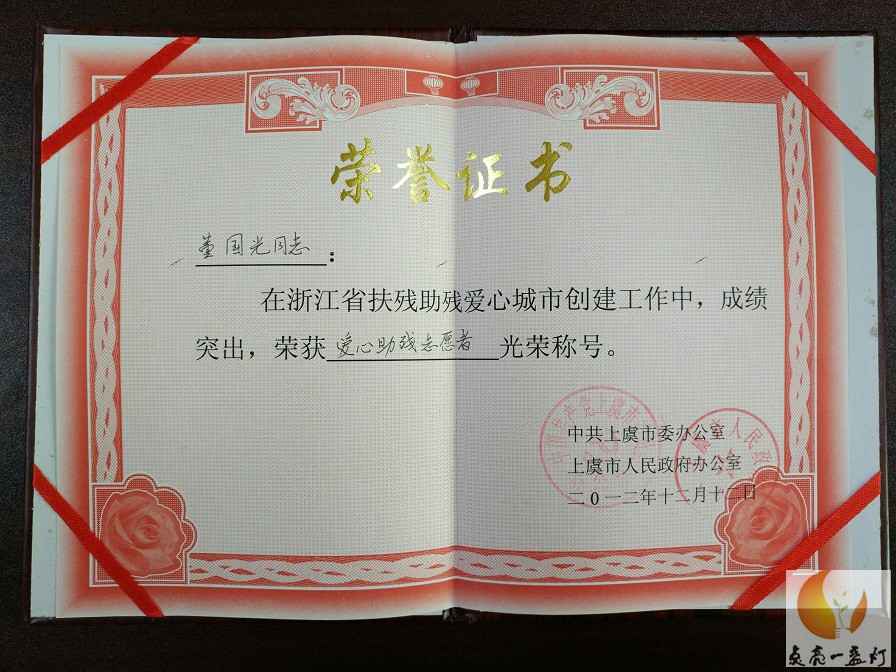 荣誉证书
董国光同志：
在浙江省扶残助残爱心城市创建工作中，成绩
突出，荣获爱心助残志愿者光荣称号。
中共上虞市委办公室
上虞市人民政府办公室
二0一二年十二月十二日
点亮一盏灯